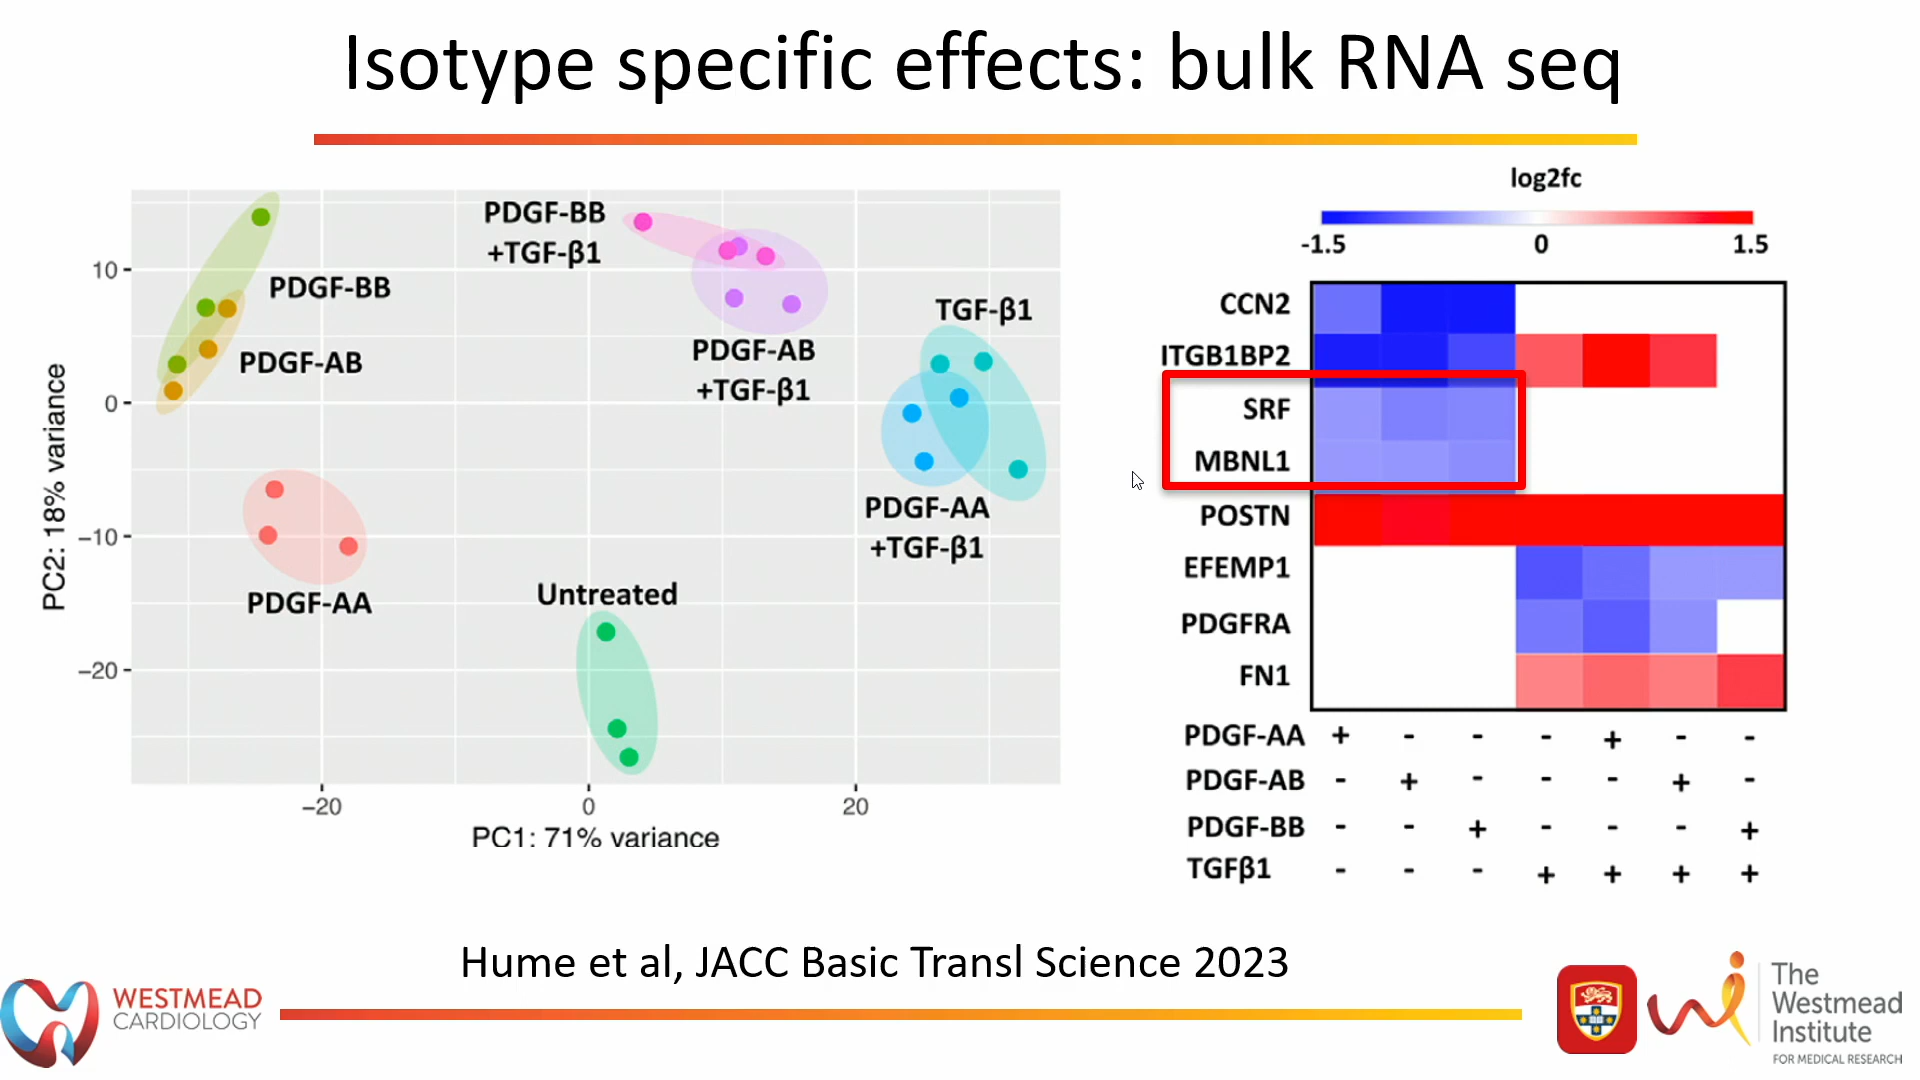 Isotype specific effects: bulk RNA seq
PDGF-BB
+TGF-β1
PDGF-BB
PDGF-AB
TGF-β1
PDGF-AB
+TGF-β1
PDGF-AA
+TGF-β1
Untreated
PDGF-AA
10
0
−10
−20
PC2: 18% variance
−20
0
20
PC1: 71% variance
log2fc
-1.5
0
1.5
CCN2
ITGB1BP2
SRF
MBNL1
POSTN
EFEMP1
PDGFRA
FN1
PDGF-AA + - - - + - -
PDGF-AB - + - - - + -
PDGF-BB - - + - - - +
TGFβ1 - - - + + + +
Hume et al, JACC Basic Transl Science 2023
WESTMEAD
CARDIOLOGY
The
Westmead
Institute
FOR MEDICAL RESEARCH